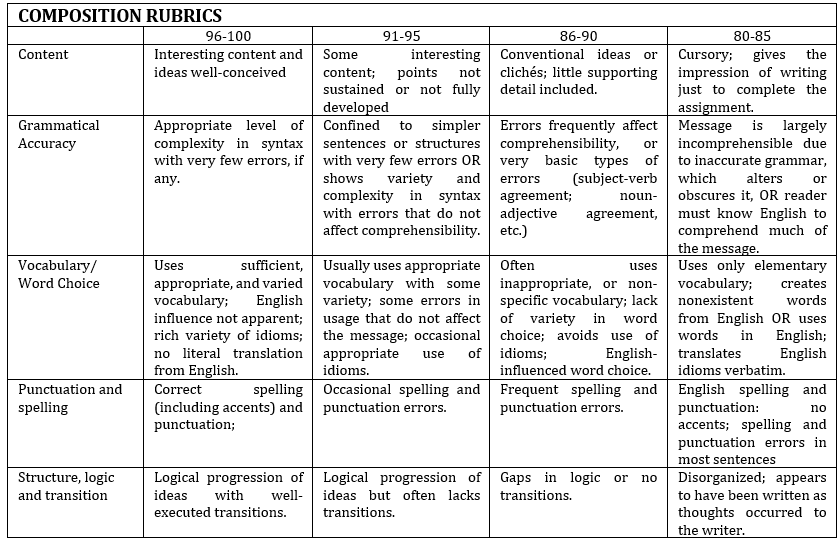 COMPOSITION RUBRICS
96-100 91-95 86-90 80-85
Content
Interesting content and
ideas well-conceived
Some interesting
content; points not
sustained or not fully
developed
Conventional ideas or
clichés; little supporting
detail included.
Cursory; gives the
impression of writing
just to complete the
assignment.
Grammatical
Accuracy
Appropriate level of
complexity in syntax
with very few errors, if
any.
Confined to simpler
sentences or structures
with very few errors OR
shows variety and
complexity in syntax
with errors that do not
affect comprehensibility.
Errors frequently affect
comprehensibility, or
very basic types of
errors (subject-verb
agreement; noun-
adjective agreement,
etc.)
Message is largely
incomprehensible due
to inaccurate grammar,
which alters or
obscures it, OR reader
must know English to
comprehend much of
the message.
Vocabulary/
Word Choice
Uses sufficient,
appropriate, and varied
vocabulary; English
influence not apparent;
rich variety of idioms;
no literal translation
from English.
Usually uses appropriate
vocabulary with some
variety; some errors in
usage that do not affect
the message; occasional
appropriate use of
idioms.
Often uses
inappropriate, or non-
specific vocabulary; lack
of variety in word
choice; avoids use of
idioms; English-
influenced word choice.
Uses only elementary
vocabulary; creates
nonexistent words
from English OR uses
words in English;
translates English
idioms verbatim.
Punctuation and
spelling
Correct spelling
(including accents) and
punctuation;
Occasional spelling and
punctuation errors.
Frequent spelling and
punctuation errors.
English spelling and
punctuation: no
accents; spelling and
punctuation errors in
most sentences
Structure, logic
and transition
Logical progression of
ideas with well-
executed transitions.
Logical progression of
ideas but often lacks
transitions.
Gaps in logic or no
transitions.
Disorganized; appears
to have been written as
thoughts occurred to
the writer.